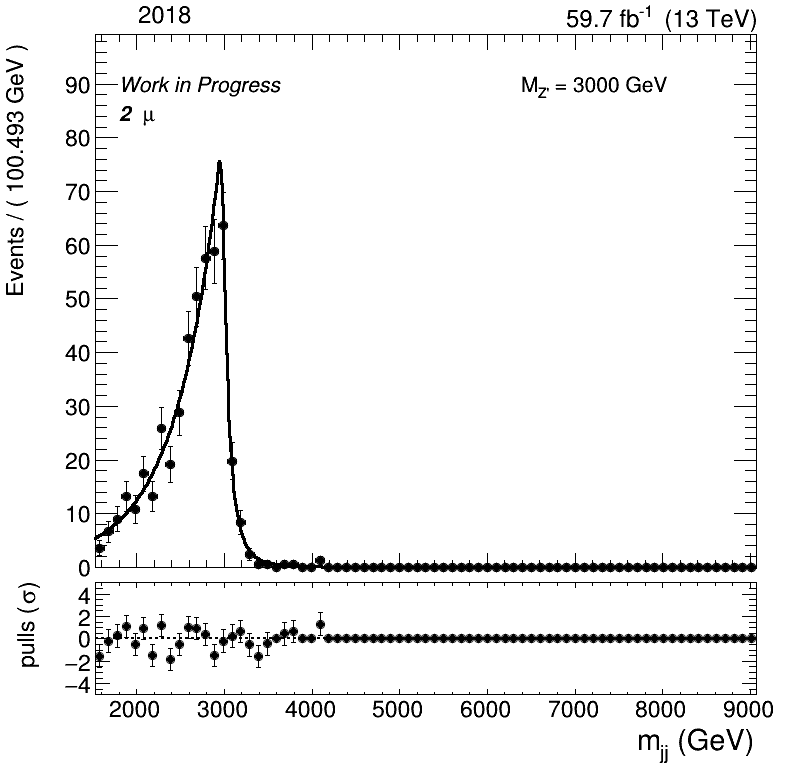 2018 59.7 fb⁻¹ (13 TeV)
Work in Progress
2 μ
M_Z' = 3000 GeV
Events / ( 100.493 GeV )
90
80
70
60
50
40
30
20
10
0
pulls (σ)
4
2
0
−2
−4
2000 3000 4000 5000 6000 7000 8000 9000
m_jj (GeV)